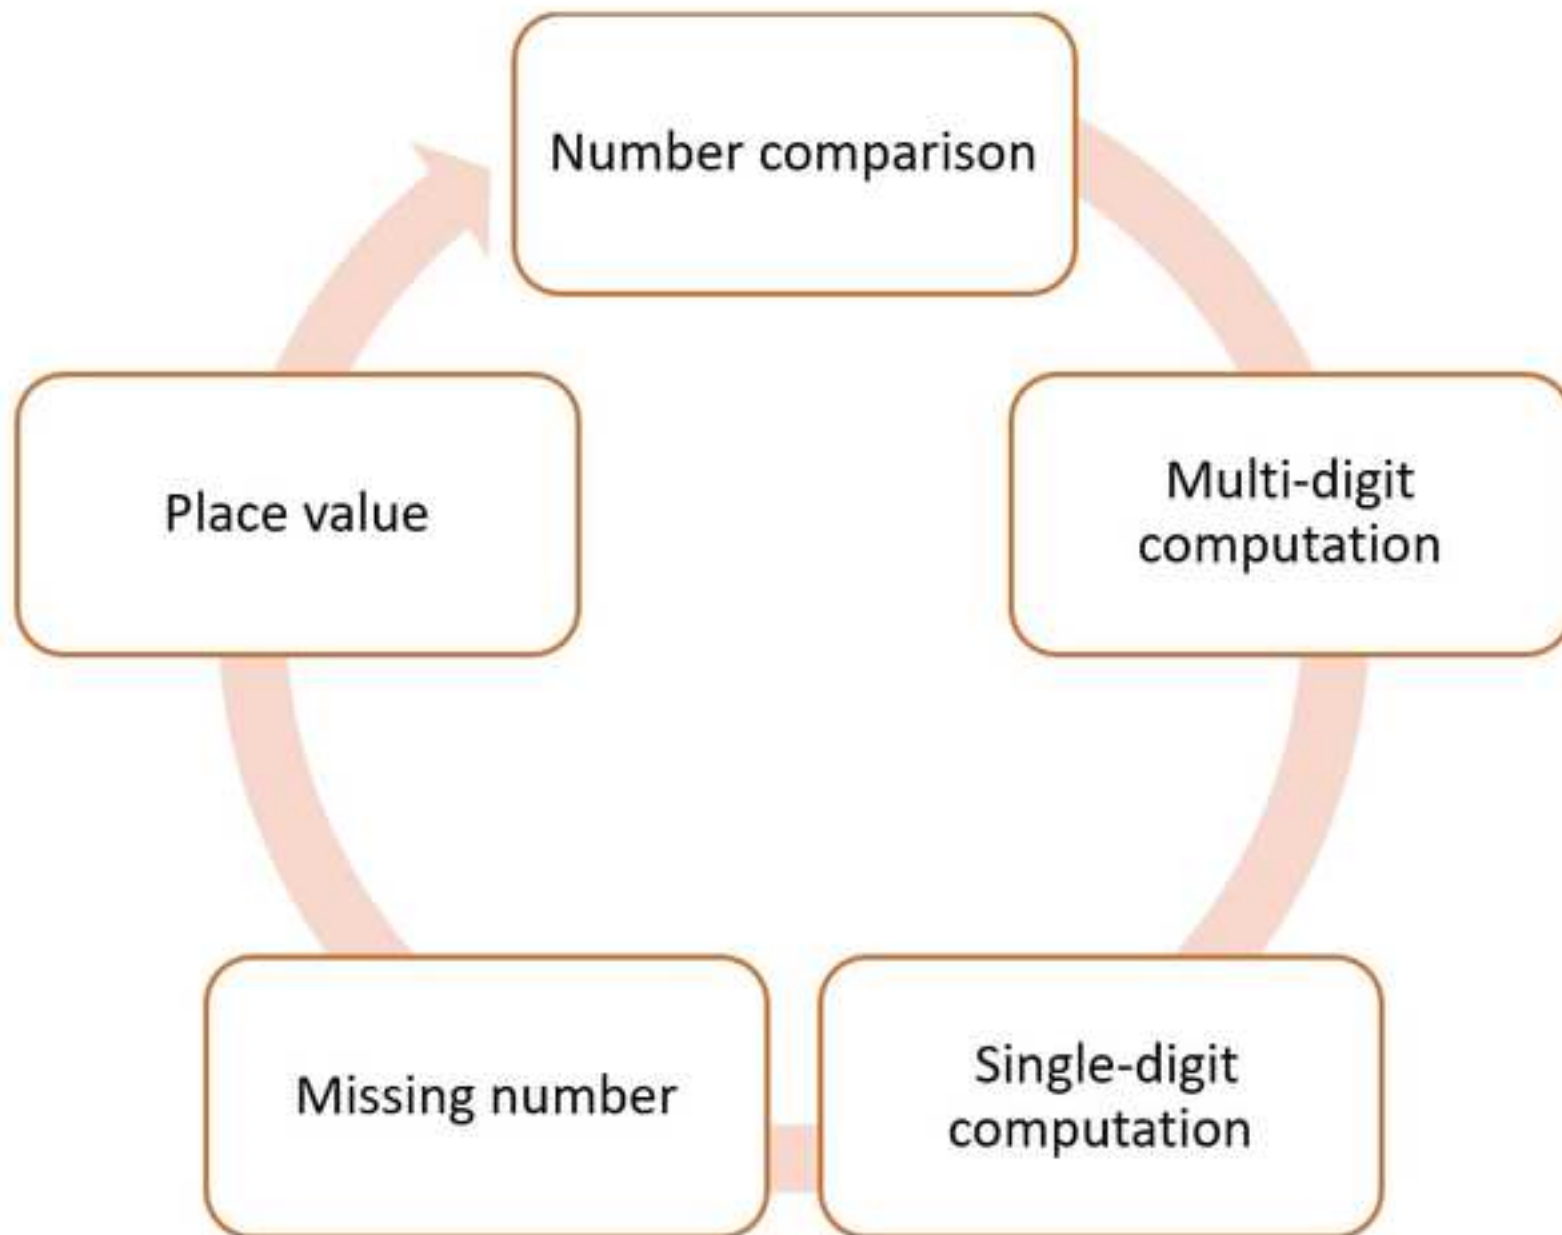 Number comparison
Multi-digit
computation
Single-digit
computation
Missing number
Place value